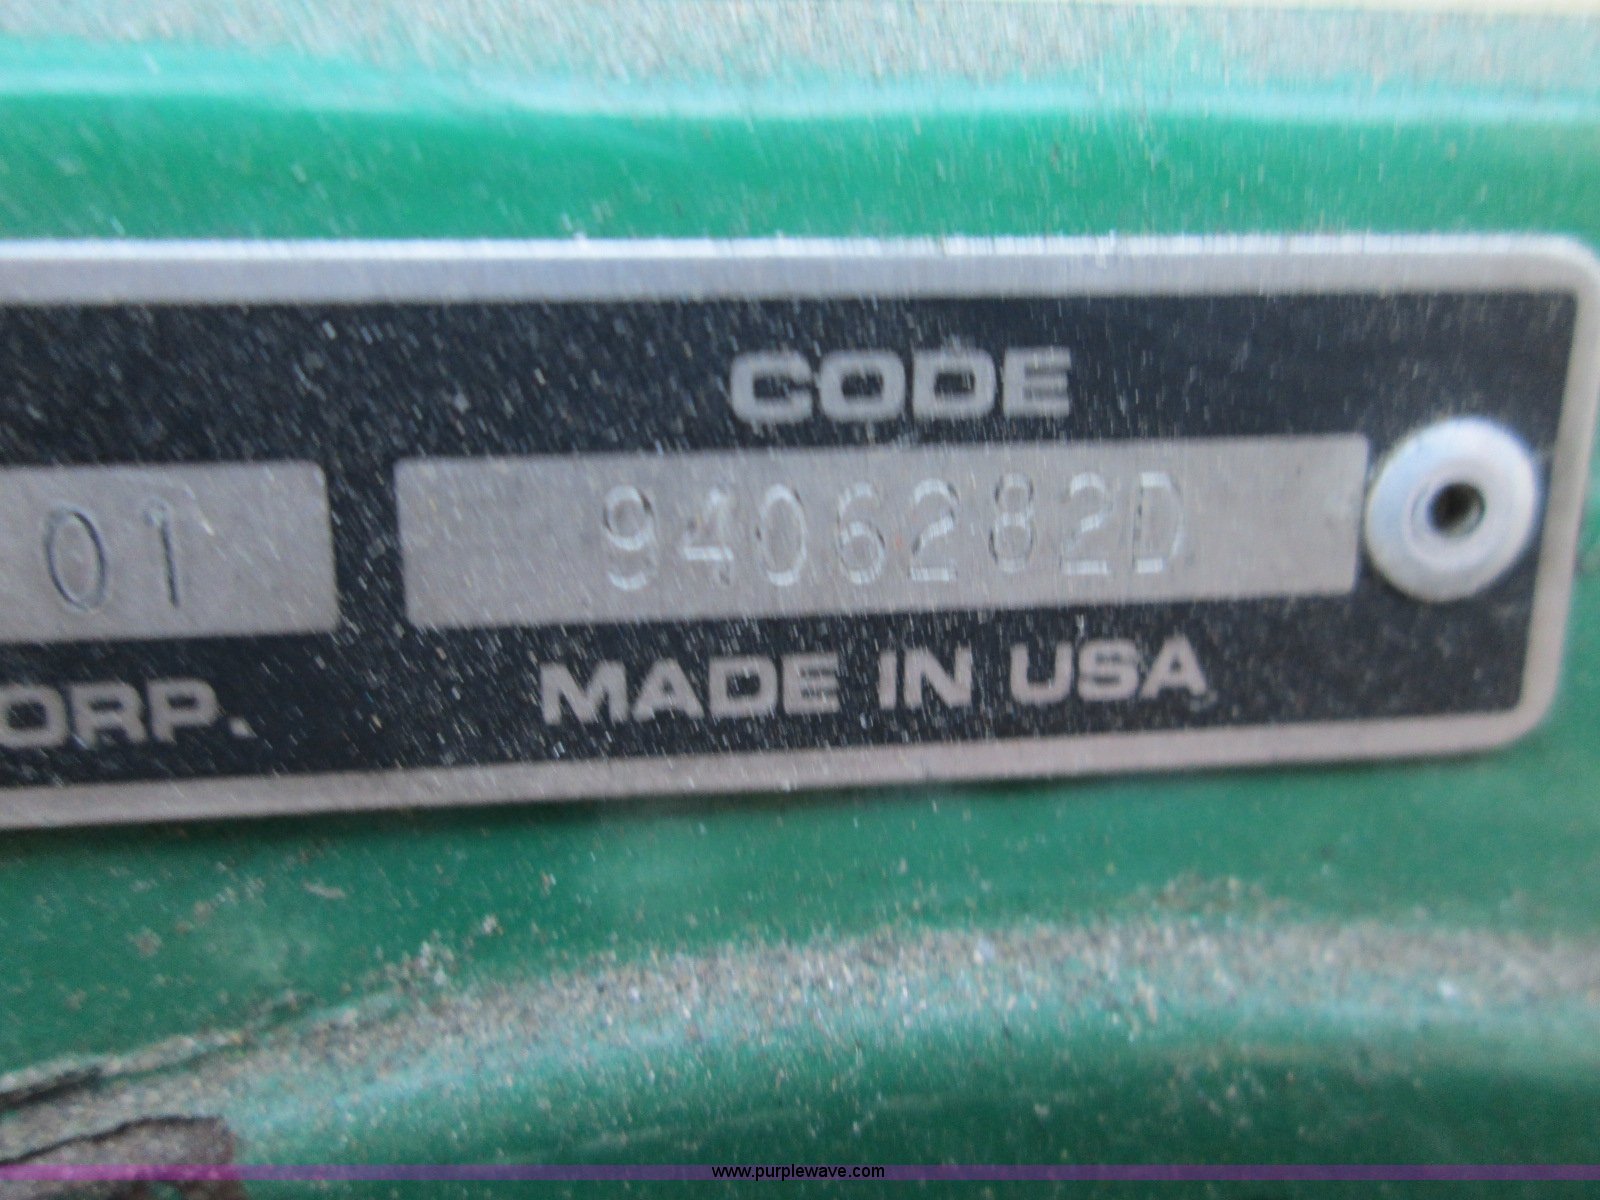 CODE
01 9406282D
ORP. MADE IN USA
www.purplewave.com